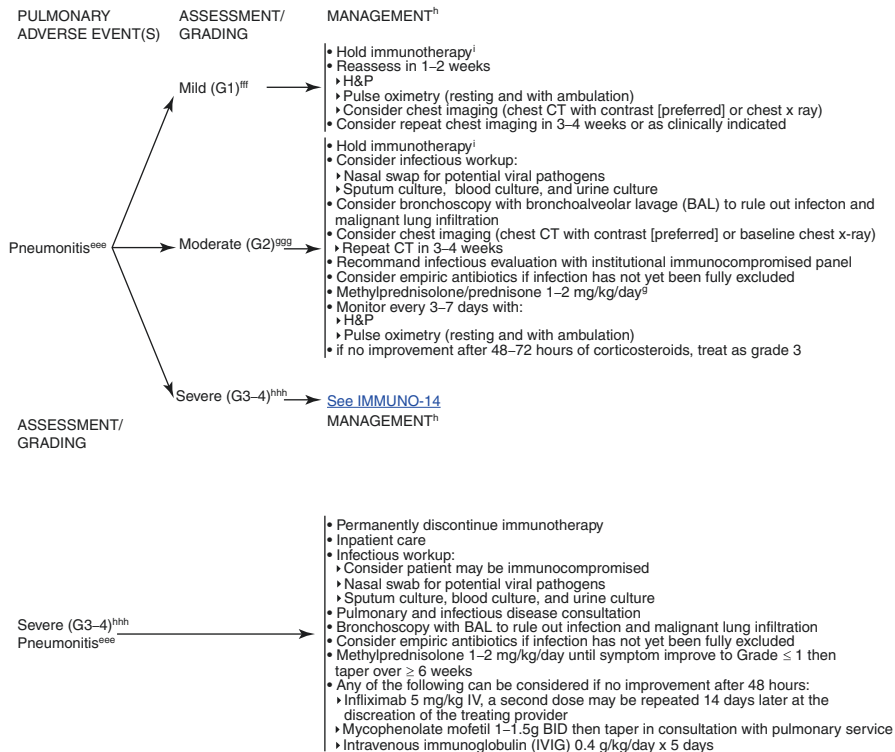 PULMONARY
ADVERSE EVENT(S)
ASSESSMENT/
GRADING
MANAGEMENTʰ
Pneumonitisᵉᵉᵉ
Mild (G1)ᶠᶠᶠ
• Hold immunotherapyⁱ
• Reassess in 1–2 weeks
‣ H&P
‣ Pulse oximetry (resting and with ambulation)
‣ Consider chest imaging (chest CT with contrast [preferred] or chest x ray)
• Consider repeat chest imaging in 3–4 weeks or as clinically indicated
Moderate (G2)ᵍᵍᵍ
• Hold immunotherapyⁱ
• Consider infectious workup:
‣ Nasal swap for potential viral pathogens
‣ Sputum culture, blood culture, and urine culture
• Consider bronchoscopy with bronchoalveolar lavage (BAL) to rule out infecton and
malignant lung infiltration
• Consider chest imaging (chest CT with contrast [preferred] or baseline chest x-ray)
‣ Repeat CT in 3–4 weeks
• Recommand infectious evaluation with institutional immunocompromised panel
• Consider empiric antibiotics if infection has not yet been fully excluded
• Methylprednisolone/prednisone 1–2 mg/kg/dayᵍ
• Monitor every 3–7 days with:
‣ H&P
‣ Pulse oximetry (resting and with ambulation)
• if no improvement after 48–72 hours of corticosteroids, treat as grade 3
Severe (G3–4)ʰʰʰ
See IMMUNO-14
ASSESSMENT/
GRADING
MANAGEMENTʰ
Severe (G3–4)ʰʰʰ
Pneumonitisᵉᵉᵉ
• Permanently discontinue immunotherapy
• Inpatient care
• Infectious workup:
‣ Consider patient may be immunocompromised
‣ Nasal swab for potential viral pathogens
‣ Sputum culture, blood culture, and urine culture
• Pulmonary and infectious disease consultation
• Bronchoscopy with BAL to rule out infection and malignant lung infiltration
• Consider empiric antibiotics if infection has not yet been fully excluded
• Methylprednisolone 1–2 mg/kg/day until symptom improve to Grade ≤ 1 then
taper over ≥ 6 weeks
• Any of the following can be considered if no improvement after 48 hours:
‣ Infliximab 5 mg/kg IV, a second dose may be repeated 14 days later at the
discreation of the treating provider
‣ Mycophenolate mofetil 1–1.5g BID then taper in consultation with pulmonary service
‣ Intravenous immunoglobulin (IVIG) 0.4 g/kg/day x 5 days